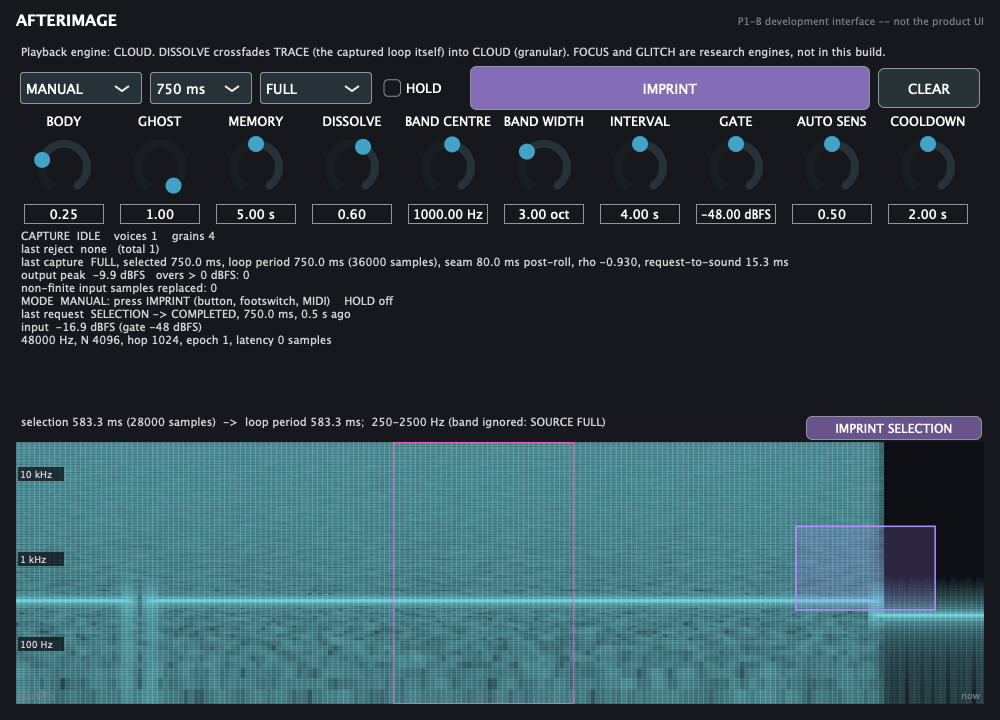 AFTERIMAGE
P1-B development interface -- not the product UI
Playback engine: CLOUD. DISSOLVE crossfades TRACE (the captured loop itself) into CLOUD (granular). FOCUS and GLITCH are research engines, not in this build.
MANUAL 750 ms FULL HOLD IMPRINT CLEAR
BODY GHOST MEMORY DISSOLVE BAND CENTRE BAND WIDTH INTERVAL GATE AUTO SENS COOLDOWN
0.25 1.00 5.00 s 0.60 1000.00 Hz 3.00 oct 4.00 s -48.00 dBFS 0.50 2.00 s
CAPTURE IDLE voices 1 grains 4
last reject none (total 1)
last capture FULL, selected 750.0 ms, loop period 750.0 ms (36000 samples), seam 80.0 ms post-roll, rho -0.930, request-to-sound 15.3 ms
output peak -9.9 dBFS overs > 0 dBFS: 0
non-finite input samples replaced: 0
MODE MANUAL: press IMPRINT (button, footswitch, MIDI) HOLD off
last request SELECTION -> COMPLETED, 750.0 ms, 0.5 s ago
input -16.9 dBFS (gate -48 dBFS)
48000 Hz, N 4096, hop 1024, epoch 1, latency 0 samples
selection 583.3 ms (28000 samples) -> loop period 583.3 ms; 250-2500 Hz (band ignored: SOURCE FULL)
IMPRINT SELECTION
10 kHz
1 kHz
100 Hz
now